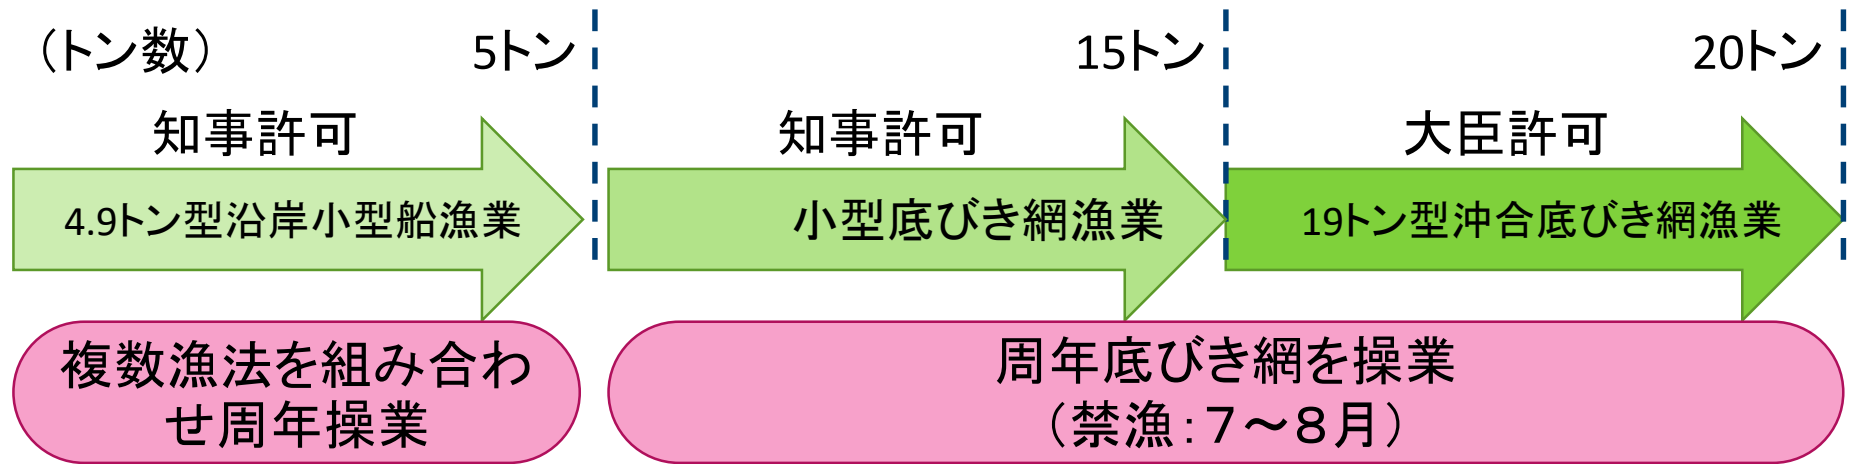 （トン数）
5トン
15トン
20トン
知事許可
知事許可
大臣許可
4.9トン型沿岸小型船漁業
小型底びき網漁業
19トン型沖合底びき網漁業
複数漁法を組み合わ
せ周年操業
周年底びき網を操業
（禁漁：７～８月）